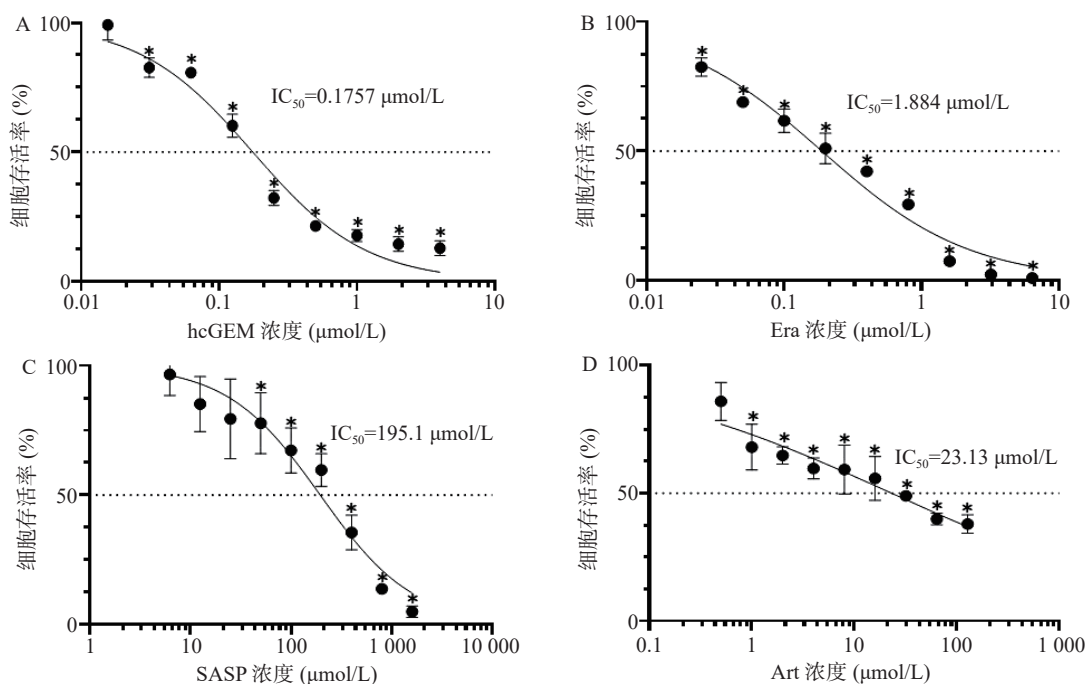 A
100
50
0
细胞存活率 (%)
* * * * * * * *
IC50=0.1757 μmol/L
0.01 0.1 1 10
hcGEM 浓度 (μmol/L)
B
100
50
0
细胞存活率 (%)
* * * * * * * * *
IC50=1.884 μmol/L
0.01 0.1 1 10
Era 浓度 (μmol/L)
C
100
50
0
细胞存活率 (%)
* * * * * *
IC50=195.1 μmol/L
1 10 100 1 000 10 000
SASP 浓度 (μmol/L)
D
100
50
0
细胞存活率 (%)
* * * * * * * *
IC50=23.13 μmol/L
0.1 1 10 100
Art 浓度 (μmol/L)